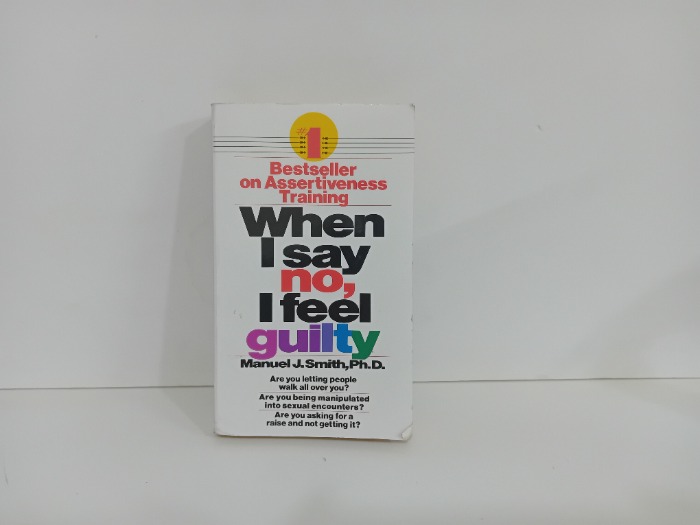 #1
Bestseller
on Assertiveness
Training
When
I say
no,
I feel
guilty
Manuel J. Smith, Ph.D.
Are you letting people
walk all over you?
Are you being manipulated
into sexual encounters?
Are you asking for a
raise and not getting it?